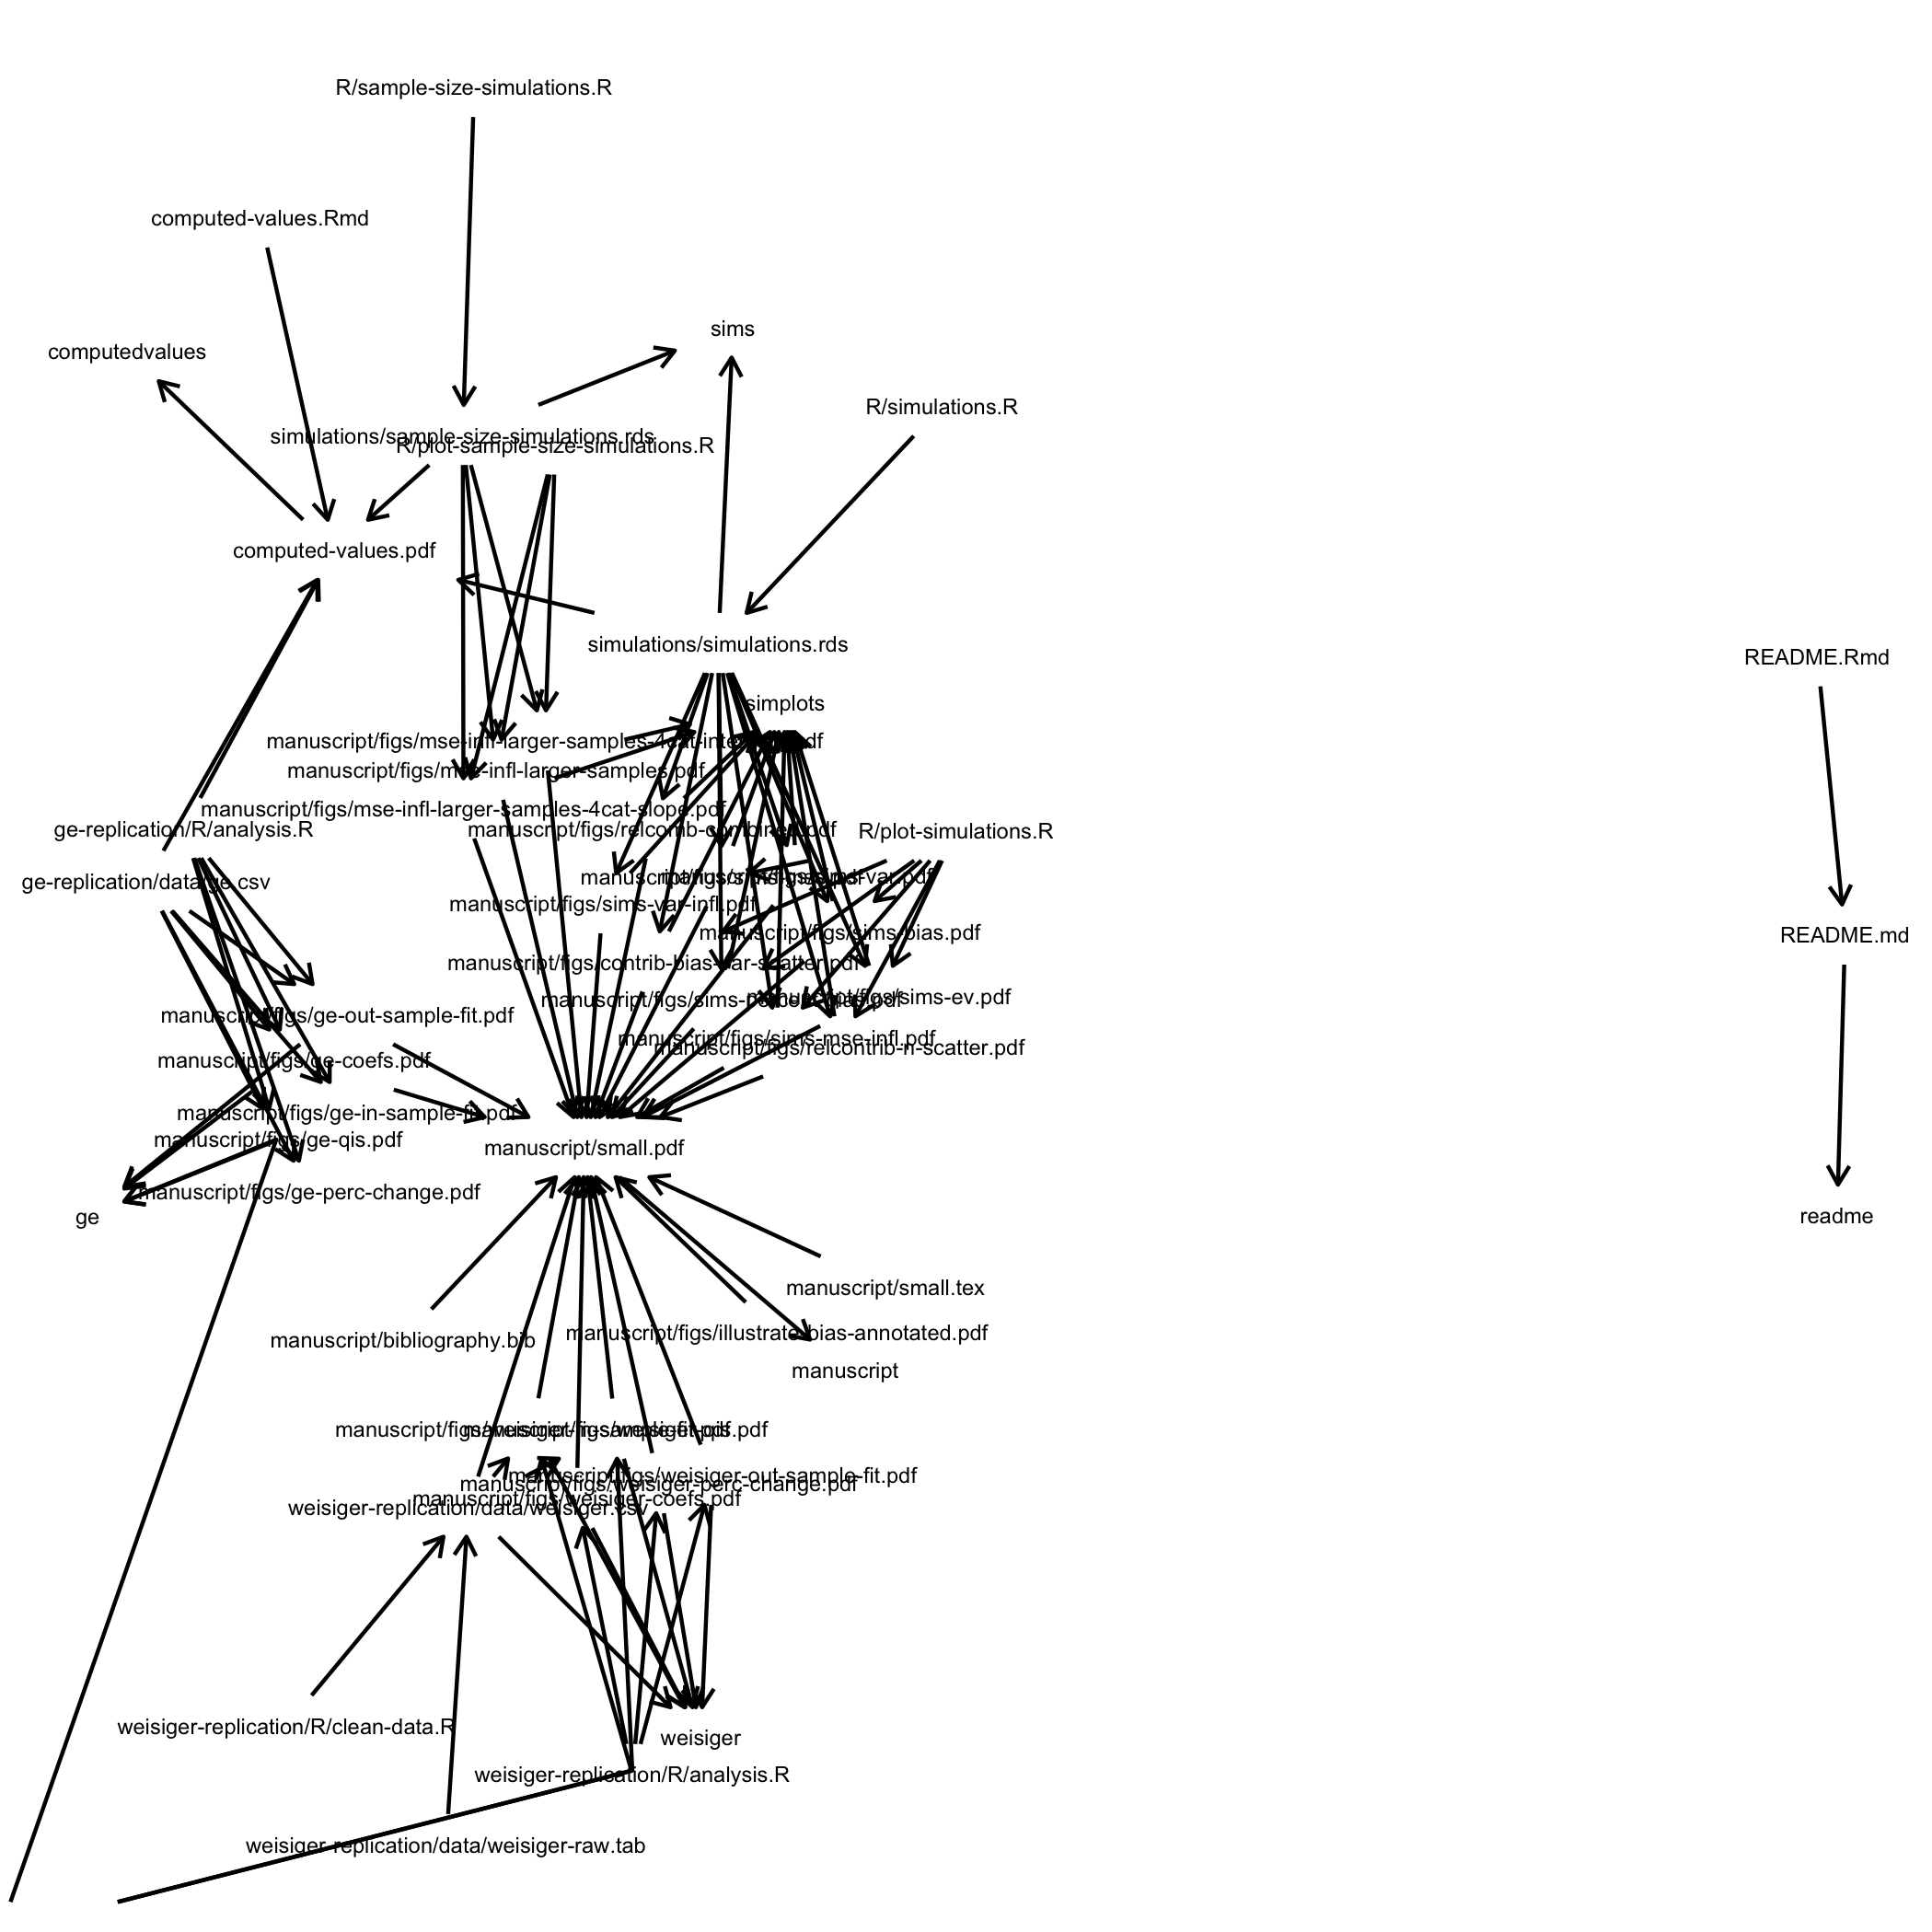 R/sample-size-simulations.R
computed-values.Rmd
sims
computedvalues
R/simulations.R
simulations/sample-size-simulations.rds
R/plot-sample-size-simulations.R
computed-values.pdf
simulations/simulations.rds
README.Rmd
simplots
manuscript/figs/mse-infl-larger-samples-4cat-intercept.pdf
manuscript/figs/mse-infl-larger-samples.pdf
manuscript/figs/mse-infl-larger-samples-4cat-slope.pdf
ge-replication/R/analysis.R
manuscript/figs/relcomb-combined.pdf
R/plot-simulations.R
manuscript/figs/sims-var.pdf
ge-replication/data/ge.csv
manuscript/figs/sims-var-infl.pdf
manuscript/figs/sims-bias.pdf
README.md
manuscript/figs/contrib-bias-var-scatter.pdf
manuscript/figs/sims-ev.pdf
manuscript/figs/ge-out-sample-fit.pdf
manuscript/figs/sims-mse-infl.pdf
manuscript/figs/relcontrib-n-scatter.pdf
manuscript/figs/ge-coefs.pdf
manuscript/figs/ge-in-sample-fit.pdf
manuscript/figs/ge-qis.pdf
manuscript/small.pdf
manuscript/figs/ge-perc-change.pdf
ge
readme
manuscript/small.tex
manuscript/figs/illustrate-bias-annotated.pdf
manuscript/bibliography.bib
manuscript
manuscript/figs/weisiger-in-sample-fit.pdf
manuscript/figs/weisiger-qis.pdf
manuscript/figs/weisiger-out-sample-fit.pdf
manuscript/figs/weisiger-perc-change.pdf
manuscript/figs/weisiger-coefs.pdf
weisiger-replication/data/weisiger.csv
weisiger-replication/R/clean-data.R
weisiger
weisiger-replication/R/analysis.R
weisiger-replication/data/weisiger-raw.tab